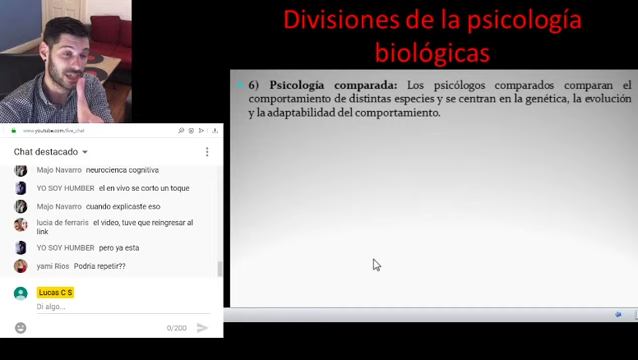 Divisiones de la psicología
biológicas
6) Psicología comparada: Los psicólogos comparados comparan el
comportamiento de distintas especies y se centran en la genética, la evolución
y la adaptabilidad del comportamiento.
www.youtube.com/live_chat
Chat destacado
Majo Navarro neurocienca cognitiva
YO SOY HUMBER el en vivo se corto un toque
Majo Navarro cuando explicaste eso
lucia de ferraris el video, tuve que reingresar al
link
YO SOY HUMBER pero ya esta
yami Rios Podria repetir??
Lucas C S
Di algo...
0/200